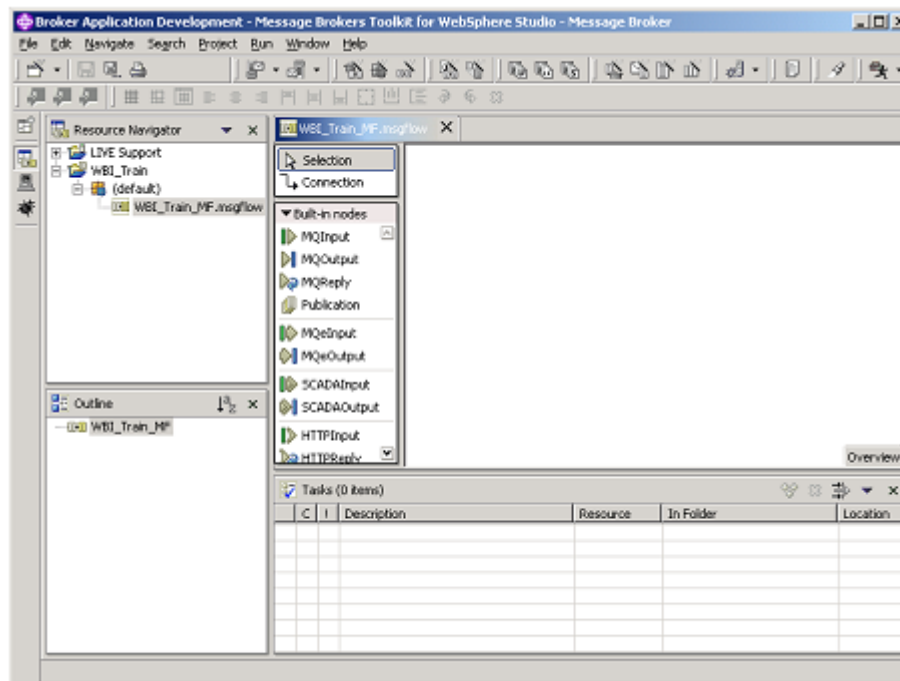 Broker Application Development - Message Brokers Toolkit for WebSphere Studio - Message Broker
File Edit Navigate Search Project Run Window Help
Resource Navigator
LIVE Support
WBI_Train
(default)
WBI_Train_MF.msgflow
WBI_Train_MF.msgflow
Selection
Connection
Built-in nodes
MQInput
MQOutput
MQReply
Publication
MQeInput
MQeOutput
SCADAInput
SCADAOutput
HTTPInput
HTTPReply
Overview
Outline
WBI_Train_MF
Tasks (0 items)
C ! Description Resource In Folder Location